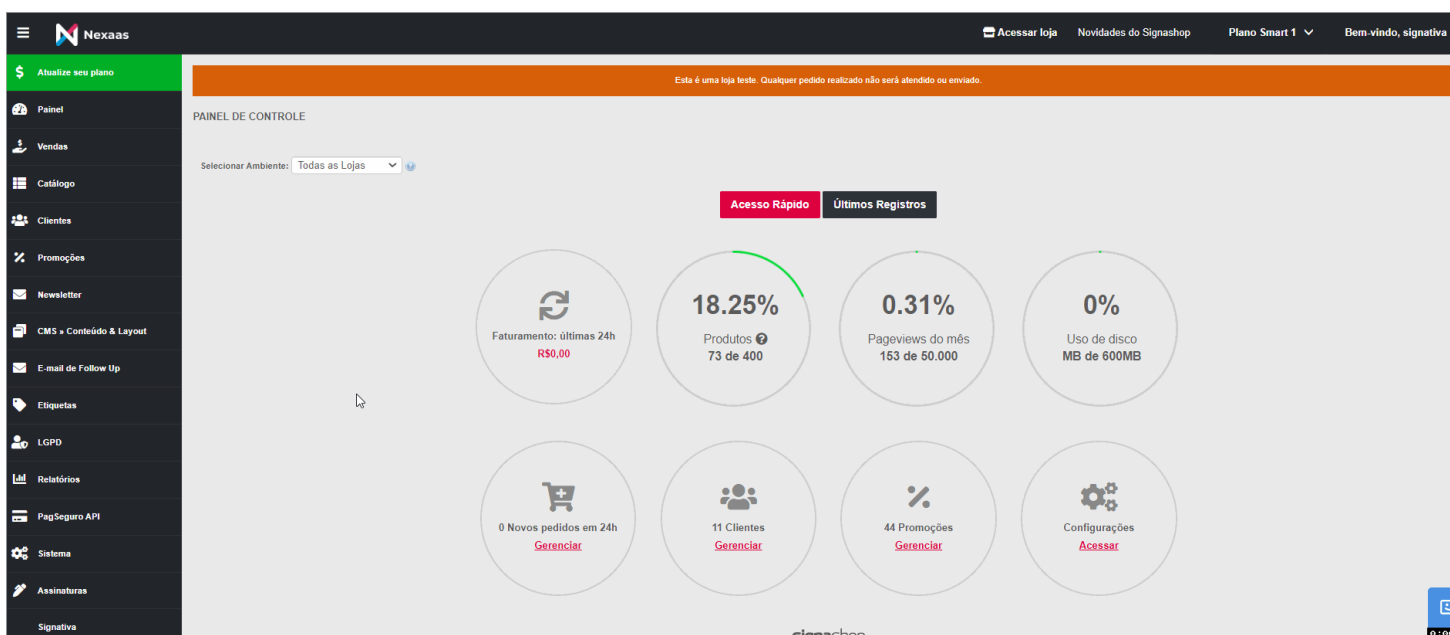 Nexaas
Acessar loja
Novidades do Signashop
Plano Smart 1
Bem-vindo, signativa
Atualize seu plano
Painel
Vendas
Catálogo
Clientes
Promoções
Newsletter
CMS » Conteúdo & Layout
E-mail de Follow Up
Etiquetas
LGPD
Relatórios
PagSeguro API
Sistema
Assinaturas
Signativa
Esta é uma loja teste. Qualquer pedido realizado não será atendido ou enviado.
PAINEL DE CONTROLE
Selecionar Ambiente: Todas as Lojas
Acesso Rápido
Últimos Registros
Faturamento: últimas 24h
R$0,00
18.25%
Produtos
73 de 400
0.31%
Pageviews do mês
153 de 50.000
0%
Uso de disco
MB de 600MB
0 Novos pedidos em 24h
Gerenciar
11 Clientes
Gerenciar
44 Promoções
Gerenciar
Configurações
Acessar
signashop